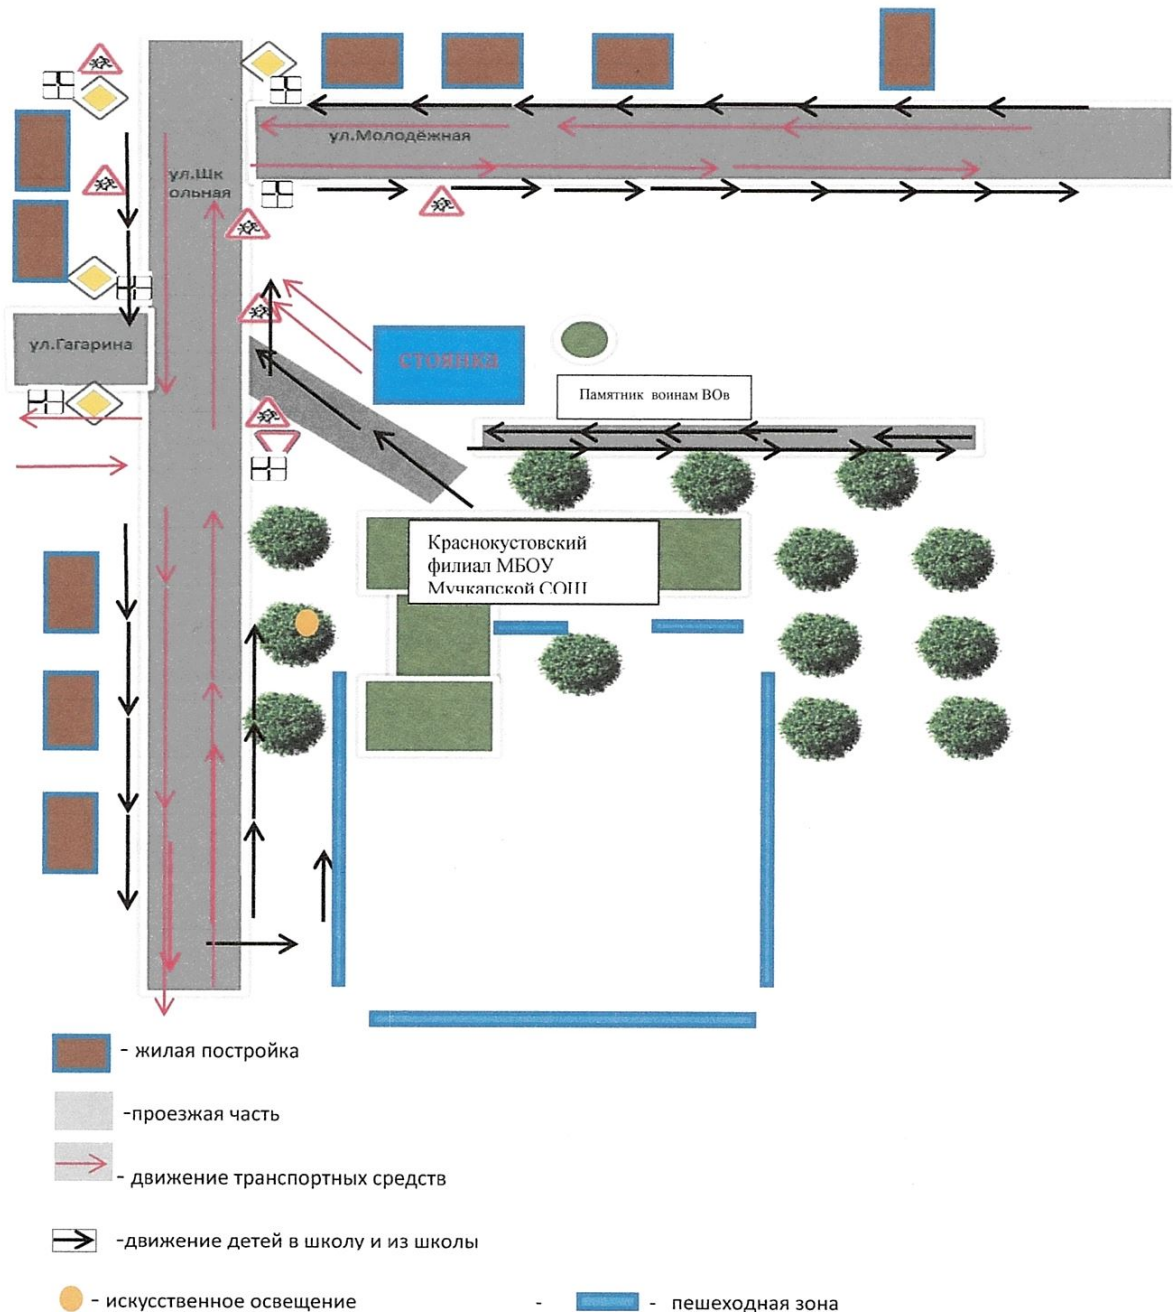 ул.Молодёжная
ул.Шк
ольная
ул.Гагарина
стоянка
Памятник воинам ВОв
Краснокустовский
филиал МБОУ
Мучкапской СОШ
- жилая постройка
-проезжая часть
- движение транспортных средств
-движение детей в школу и из школы
- искусственное освещение
- - пешеходная зона